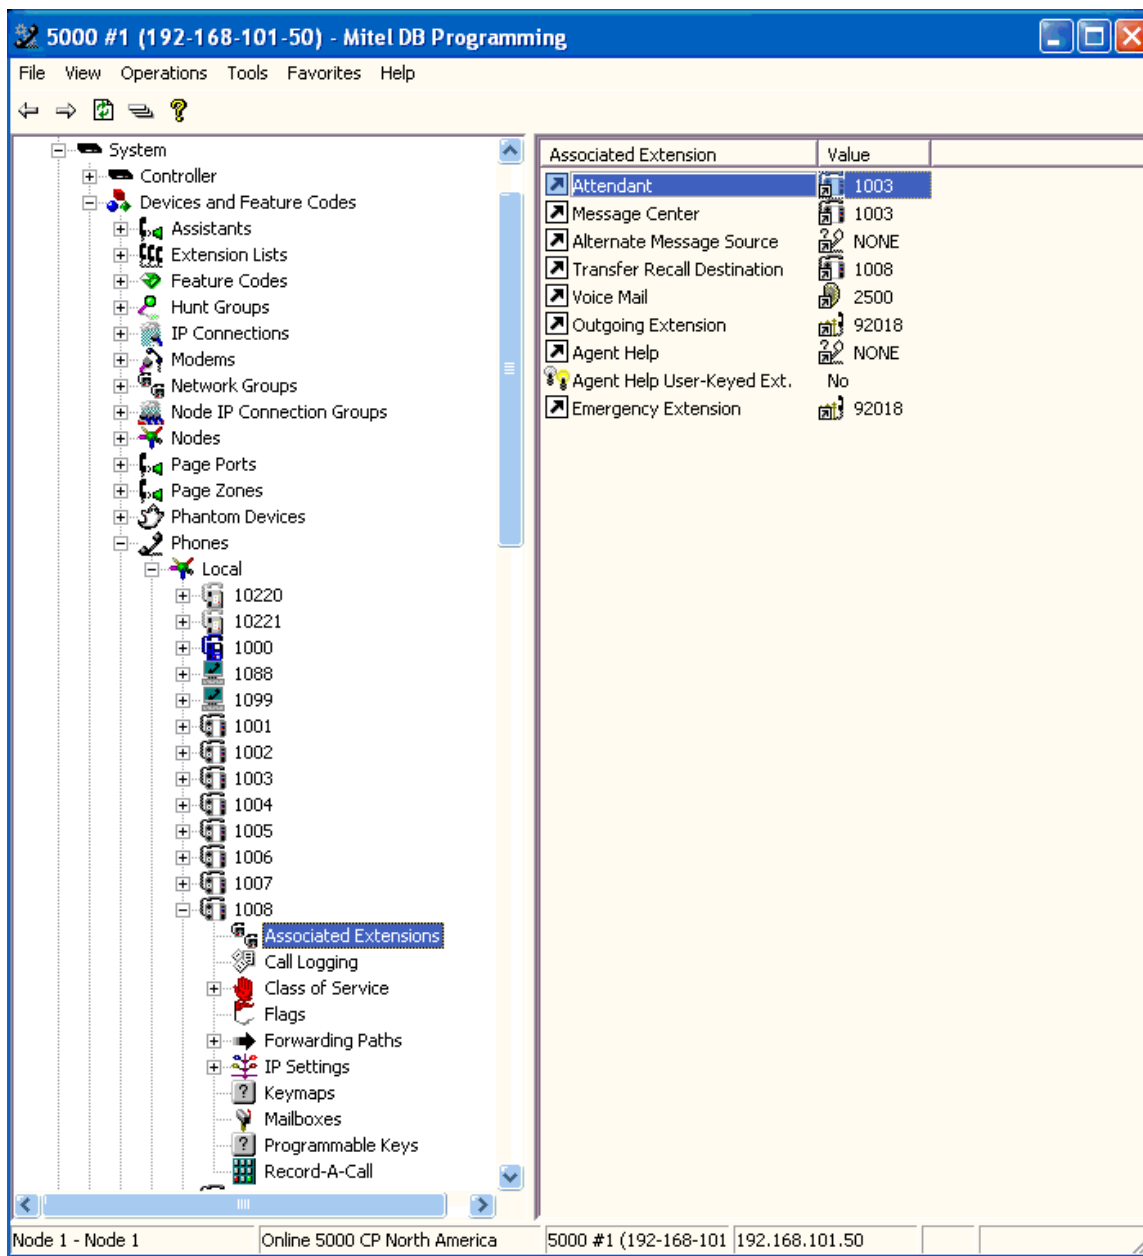 5000 #1 (192-168-101-50) - Mitel DB Programming
File View Operations Tools Favorites Help
System
Controller
Devices and Feature Codes
Assistants
Extension Lists
Feature Codes
Hunt Groups
IP Connections
Modems
Network Groups
Node IP Connection Groups
Nodes
Page Ports
Page Zones
Phantom Devices
Phones
Local
10220
10221
1000
1088
1099
1001
1002
1003
1004
1005
1006
1007
1008
Associated Extensions
Call Logging
Class of Service
Flags
Forwarding Paths
IP Settings
Keymaps
Mailboxes
Programmable Keys
Record-A-Call
Associated Extension Value
Attendant 1003
Message Center 1003
Alternate Message Source NONE
Transfer Recall Destination 1008
Voice Mail 2500
Outgoing Extension 92018
Agent Help NONE
Agent Help User-Keyed Ext. No
Emergency Extension 92018
Node 1 - Node 1 Online 5000 CP North America 5000 #1 (192-168-101 192.168.101.50